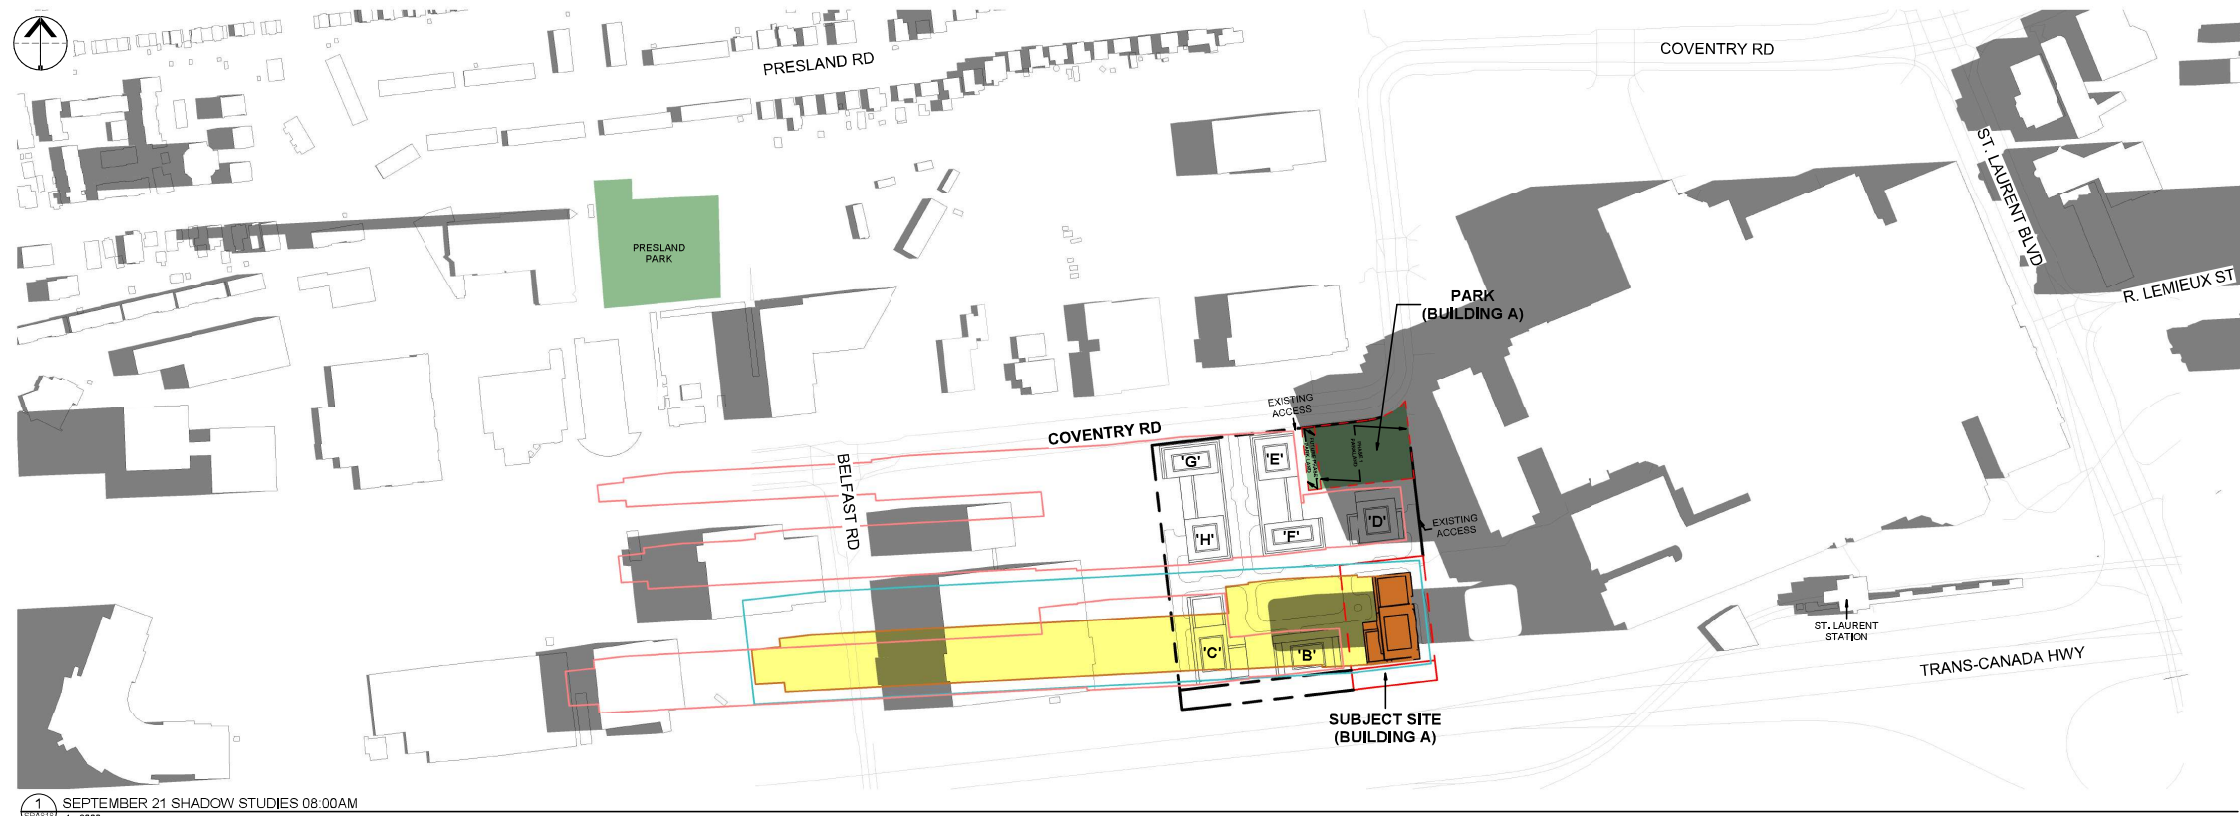 COVENTRY RD
PRESLAND RD
ST. LAURENT BLVD
PRESLAND
PARK
R. LEMIEUX ST
PARK
(BUILDING A)
EXISTING
ACCESS
COVENTRY RD
BELFAST RD
'G'
'E'
'H'
'F'
'D'
EXISTING
ACCESS
'C'
'B'
ST. LAURENT
STATION
TRANS-CANADA HWY
SUBJECT SITE
(BUILDING A)
1
SEPTEMBER 21 SHADOW STUDIES 08:00AM